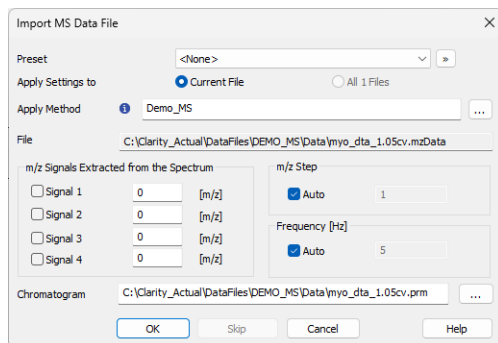 Import MS Data File
Preset <None> »
Apply Settings to Current File All 1 Files
Apply Method Demo_MS ...
File C:\Clarity_Actual\DataFiles\DEMO_MS\Data\myo_dta_1.05cv.mzData
m/z Signals Extracted from the Spectrum m/z Step
Signal 1 0 [m/z] Auto 1
Signal 2 0 [m/z]
Frequency [Hz]
Signal 3 0 [m/z] Auto 5
Signal 4 0 [m/z]
Chromatogram C:\Clarity_Actual\DataFiles\DEMO_MS\Data\myo_dta_1.05cv.prm ...
OK Skip Cancel Help